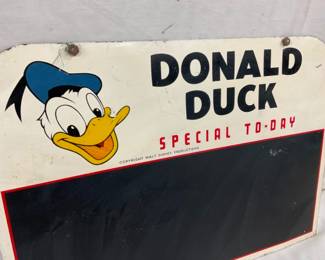 DONALD
DUCK
SPECIAL TO-DAY
COPYRIGHT WALT DISNEY PRODUCTIONS